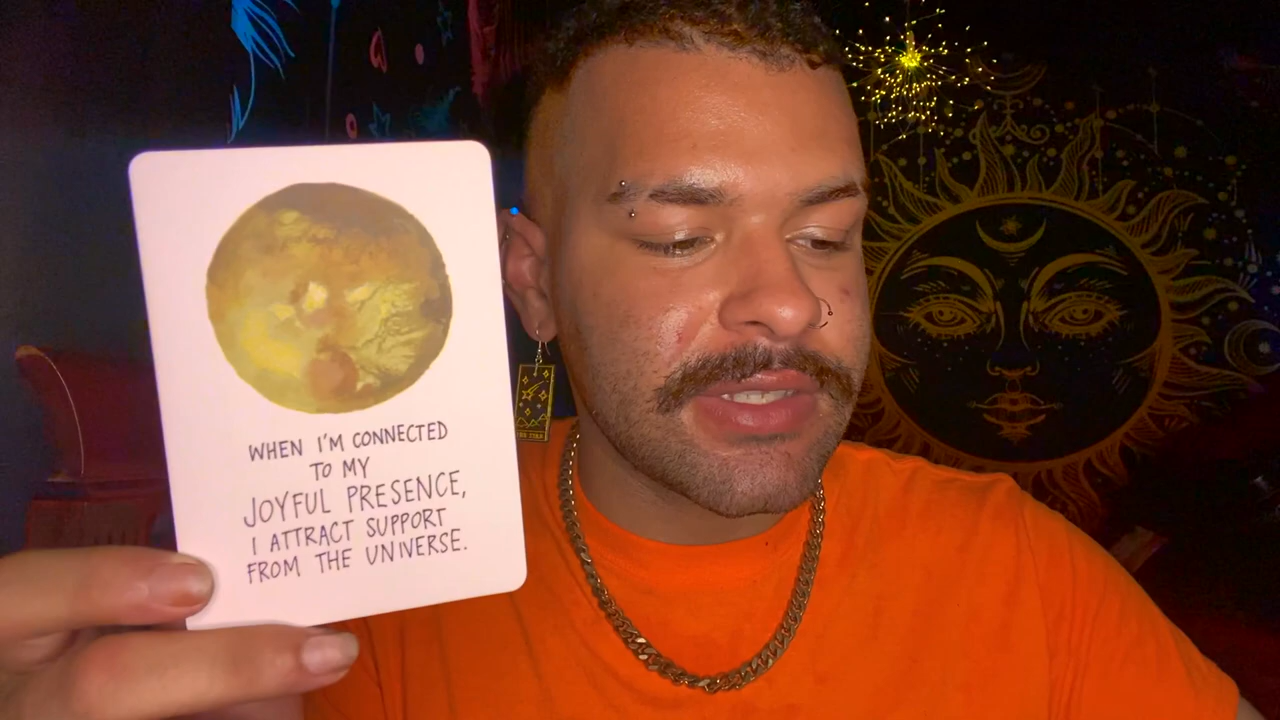 WHEN I'M CONNECTED
TO MY
JOYFUL PRESENCE,
I ATTRACT SUPPORT
FROM THE UNIVERSE.